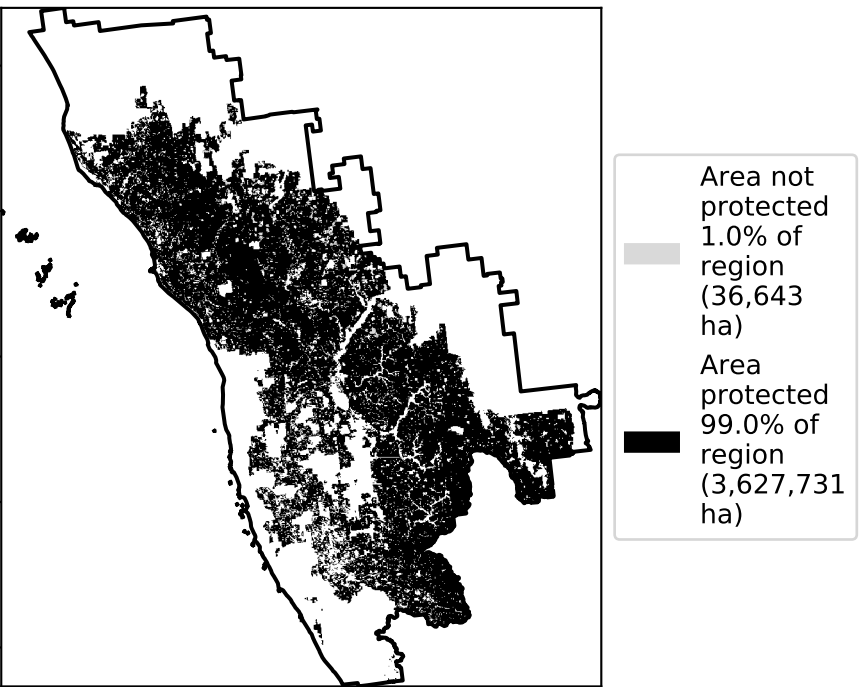 Area not
protected
1.0% of
region
(36,643
ha)
Area
protected
99.0% of
region
(3,627,731
ha)